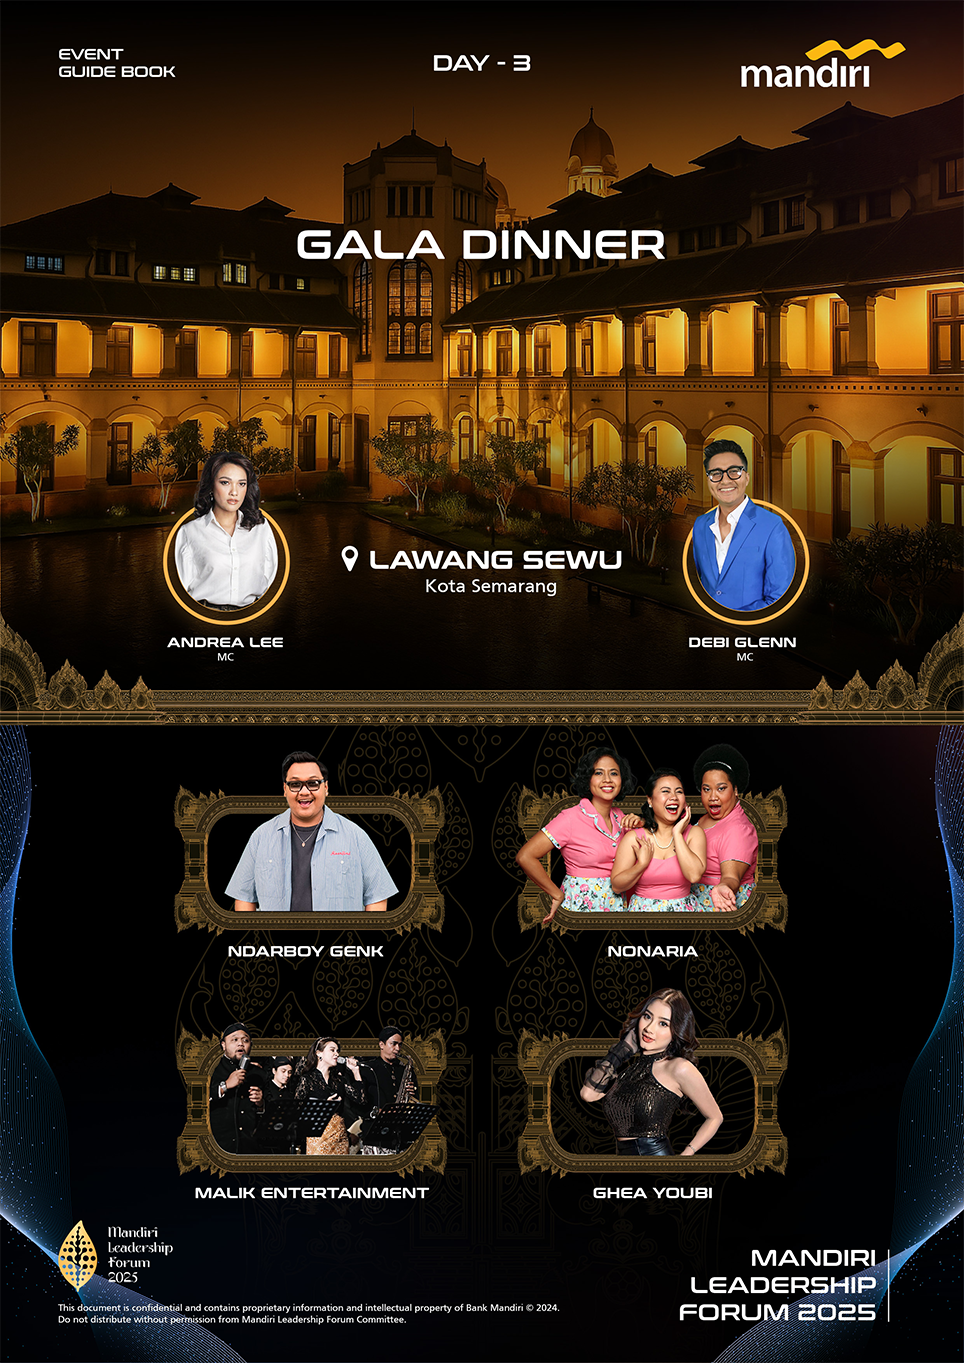 EVENT
GUIDE BOOK
DAY - 3
mandiri
GALA DINNER
LAWANG SEWU
Kota Semarang
ANDREA LEE
MC
DEBI GLENN
MC
NDARBOY GENK
NONARIA
MALIK ENTERTAINMENT
GHEA YOUBI
Mandiri
Leadership
Forum
2025
This document is confidential and contains proprietary information and intellectual property of Bank Mandiri © 2024.
Do not distribute without permission from Mandiri Leadership Forum Committee.
MANDIRI
LEADERSHIP
FORUM 2025